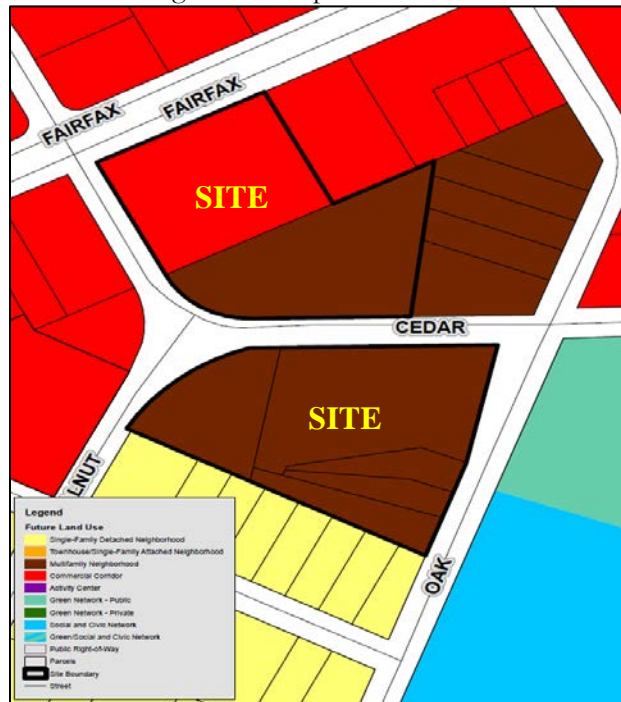 FAIRFAX
FAIRFAX
SITE
CEDAR
SITE
LNUT
OAK
Legend
Future Land Use
Single-Family Detached Neighborhood
Townhouse/Single-Family Attached Neighborhood
Multifamily Neighborhood
Commercial Corridor
Activity Center
Green Network - Public
Green Network - Private
Social and Civic Network
Green/Social and Civic Network
Public Right-of-Way
Parcels
Site Boundary
Street